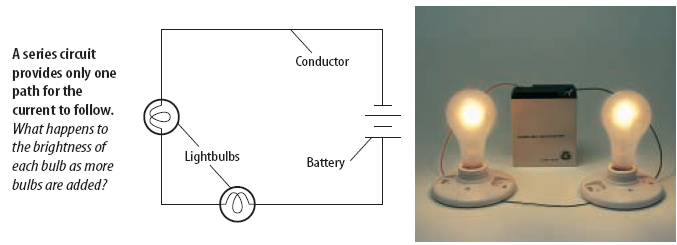 A series circuit
provides only one
path for the
current to follow.
What happens to
the brightness of
each bulb as more
bulbs are added?
Conductor
Lightbulbs
Battery